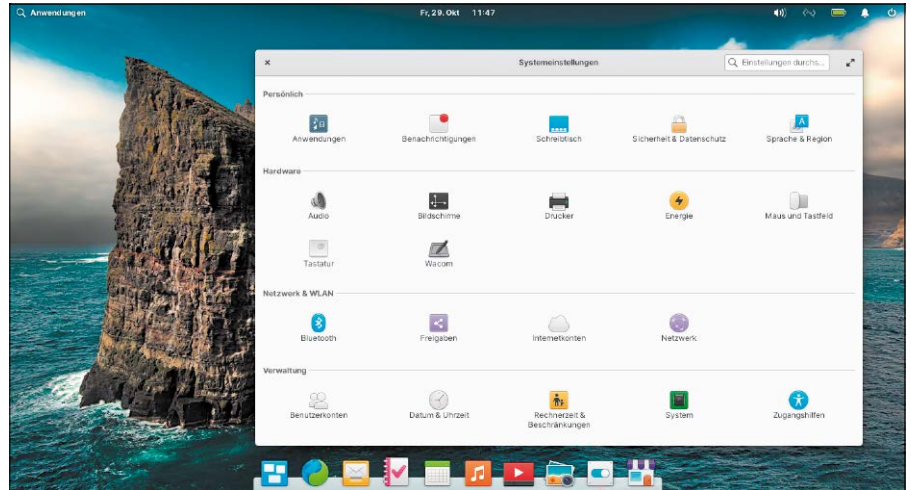 Anwendungen
Fr, 29. Okt 11:47
Systemeinstellungen
Einstellungen durchs...
Persönlich
Anwendungen
Benachrichtigungen
Schreibtisch
Sicherheit & Datenschutz
Sprache & Region
Hardware
Audio
Bildschirme
Drucker
Energie
Maus und Tastfeld
Tastatur
Wacom
Netzwerk & WLAN
Bluetooth
Freigaben
Internetkonten
Netzwerk
Verwaltung
Benutzerkonten
Datum & Uhrzeit
Rechnerzeit &
Beschränkungen
System
Zugangshilfen